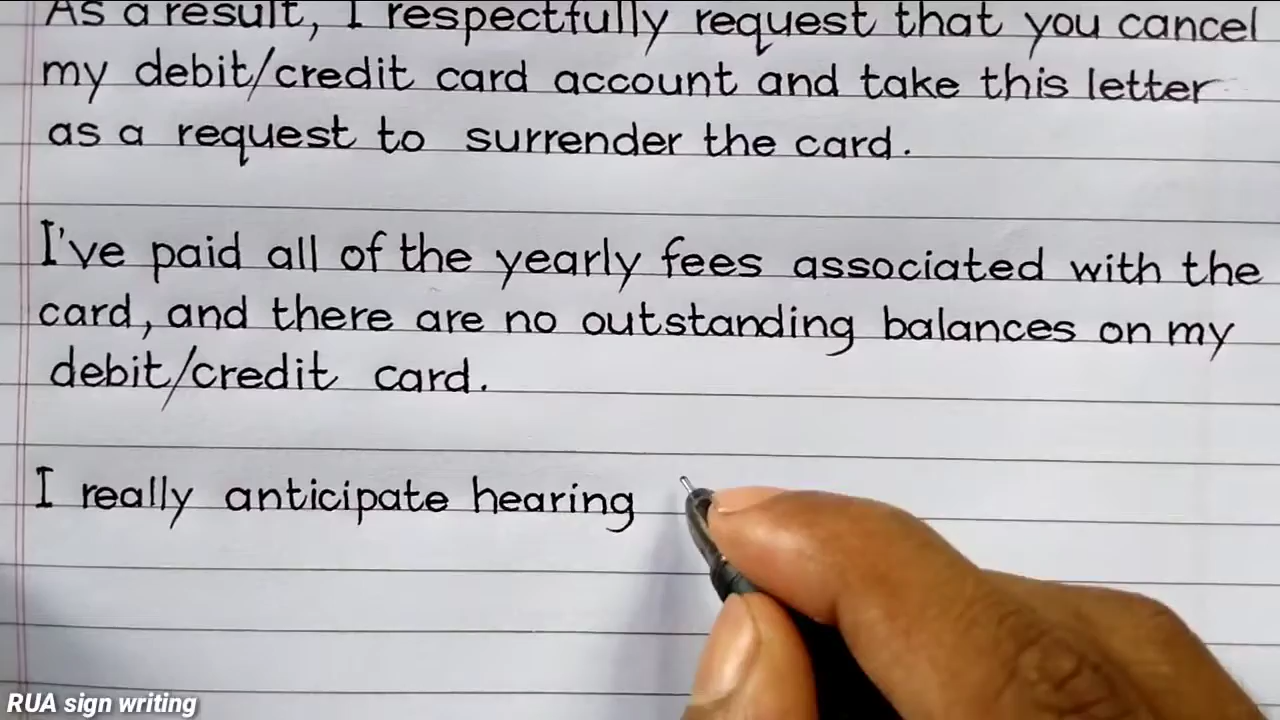 As a result, I respectfully request that you cancel
my debit/credit card account and take this letter
as a request to surrender the card.
I've paid all of the yearly fees associated with the
card, and there are no outstanding balances on my
debit/credit card.
I really anticipate hearing
RUA sign writing